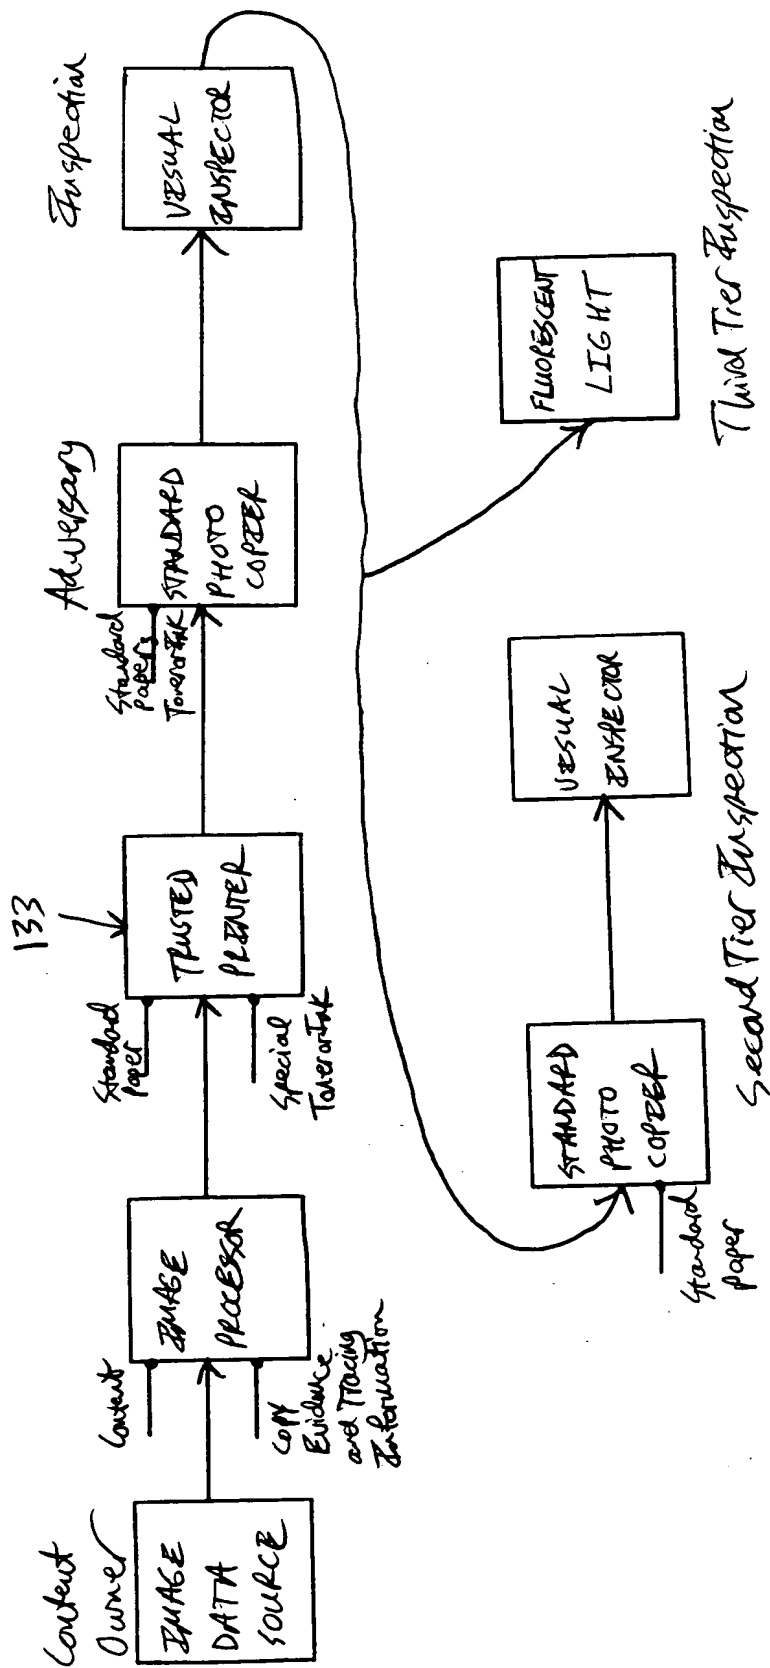 Content
Owner
IMAGE
DATA
SOURCE
Content
Copy
Evidence
and Tracing
Information
IMAGE
PROCESSOR
133
Standard
Paper
Special
Toner or Ink
TRUSTED
PRINTER
Adversary
Standard
Papers
Toner or Ink
STANDARD
PHOTO
COPIER
Inspection
VISUAL
INSPECTOR
Standard
Paper
STANDARD
PHOTO
COPIER
VISUAL
INSPECTOR
Second Tier Inspection
FLUORESCENT
LIGHT
Third Tier Inspection